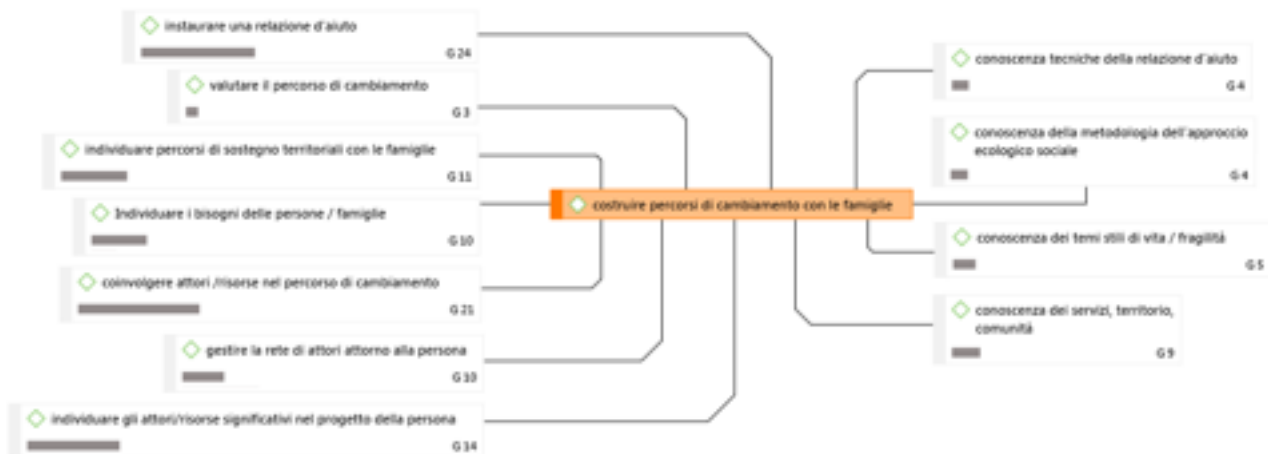 instaurare una relazione d'aiuto
G 24
valutare il percorso di cambiamento
G 3
individuare percorsi di sostegno territoriali con le famiglie
G 11
Individuare i bisogni delle persone / famiglie
G 10
coinvolgere attori /risorse nel percorso di cambiamento
G 21
gestire la rete di attori attorno alla persona
G 10
individuare gli attori/risorse significativi nel progetto della persona
G 14
costruire percorsi di cambiamento con le famiglie
conoscenza tecniche della relazione d'aiuto
G 4
conoscenza della metodologia dell'approccio
ecologico sociale
G 4
conoscenza dei temi stili di vita / fragilità
G 5
conoscenza dei servizi, territorio,
comunità
G 9